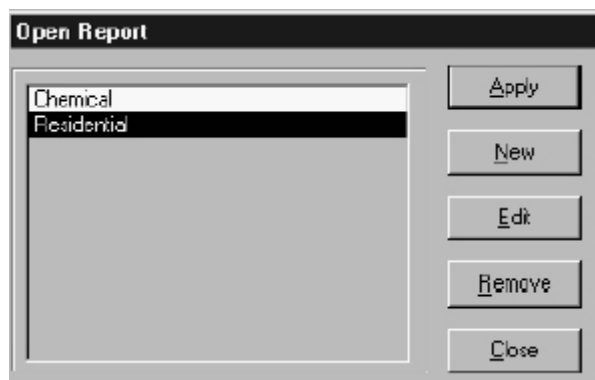 Open Report
Chemical
Residential
Apply
New
Edit
Remove
Close